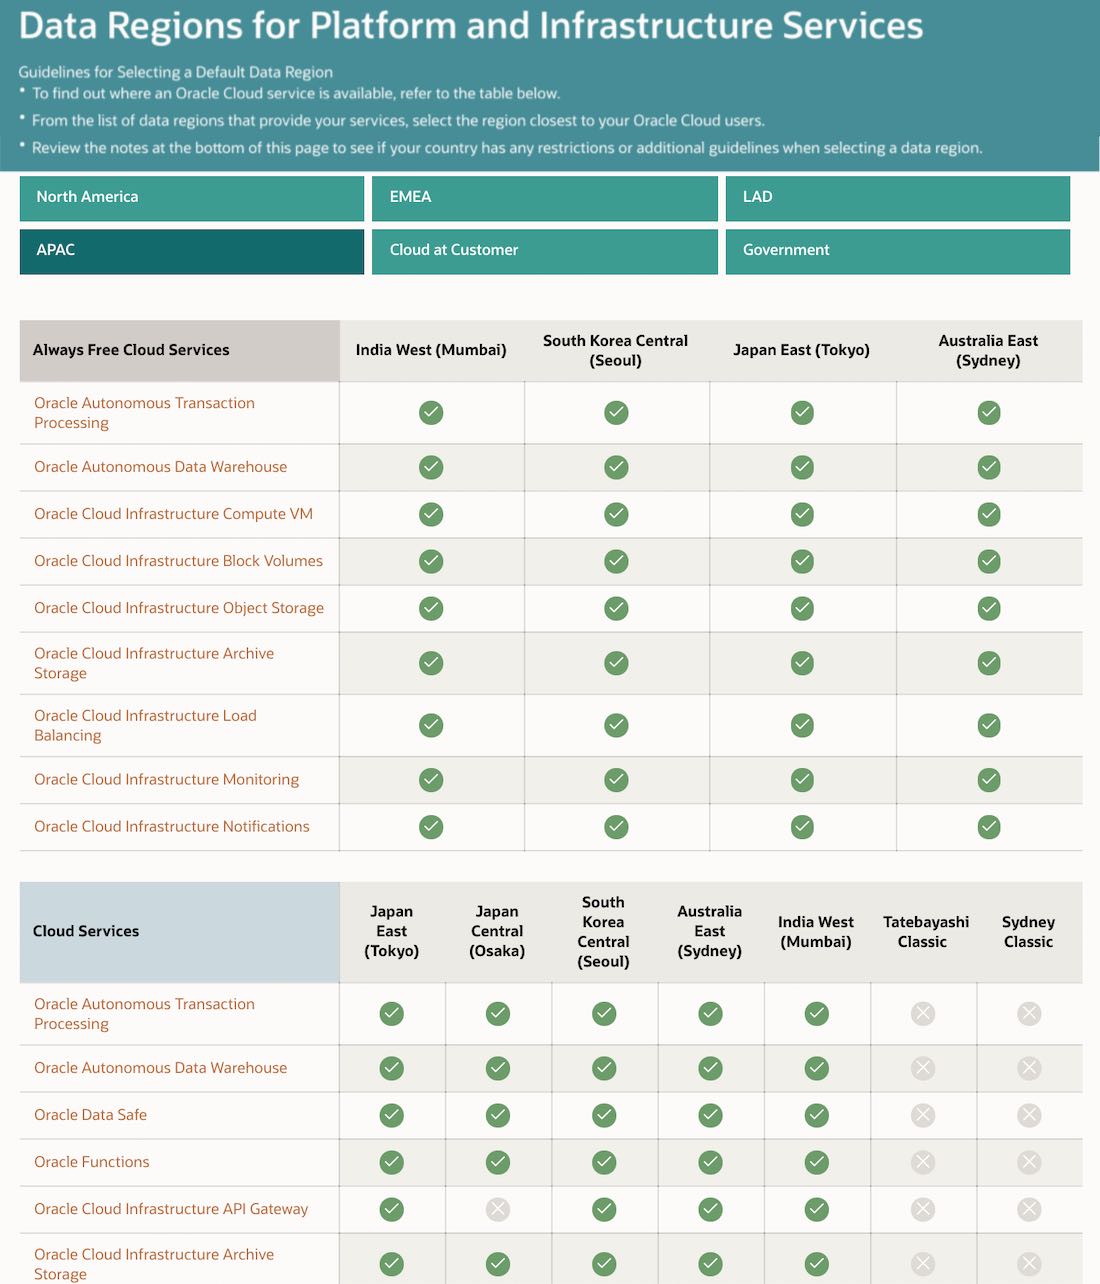 Data Regions for Platform and Infrastructure Services
Guidelines for Selecting a Default Data Region
• To find out where an Oracle Cloud service is available, refer to the table below.
• From the list of data regions that provide your services, select the region closest to your Oracle Cloud users.
• Review the notes at the bottom of this page to see if your country has any restrictions or additional guidelines when selecting a data region.
North America
EMEA
LAD
APAC
Cloud at Customer
Government
Always Free Cloud Services
India West (Mumbai)
South Korea Central
(Seoul)
Japan East (Tokyo)
Australia East
(Sydney)
Oracle Autonomous Transaction
Processing
Oracle Autonomous Data Warehouse
Oracle Cloud Infrastructure Compute VM
Oracle Cloud Infrastructure Block Volumes
Oracle Cloud Infrastructure Object Storage
Oracle Cloud Infrastructure Archive
Storage
Oracle Cloud Infrastructure Load
Balancing
Oracle Cloud Infrastructure Monitoring
Oracle Cloud Infrastructure Notifications
Cloud Services
Japan
East
(Tokyo)
Japan
Central
(Osaka)
South
Korea
Central
(Seoul)
Australia
East
(Sydney)
India West
(Mumbai)
Tatebayashi
Classic
Sydney
Classic
Oracle Autonomous Transaction
Processing
Oracle Autonomous Data Warehouse
Oracle Data Safe
Oracle Functions
Oracle Cloud Infrastructure API Gateway
Oracle Cloud Infrastructure Archive
Storage